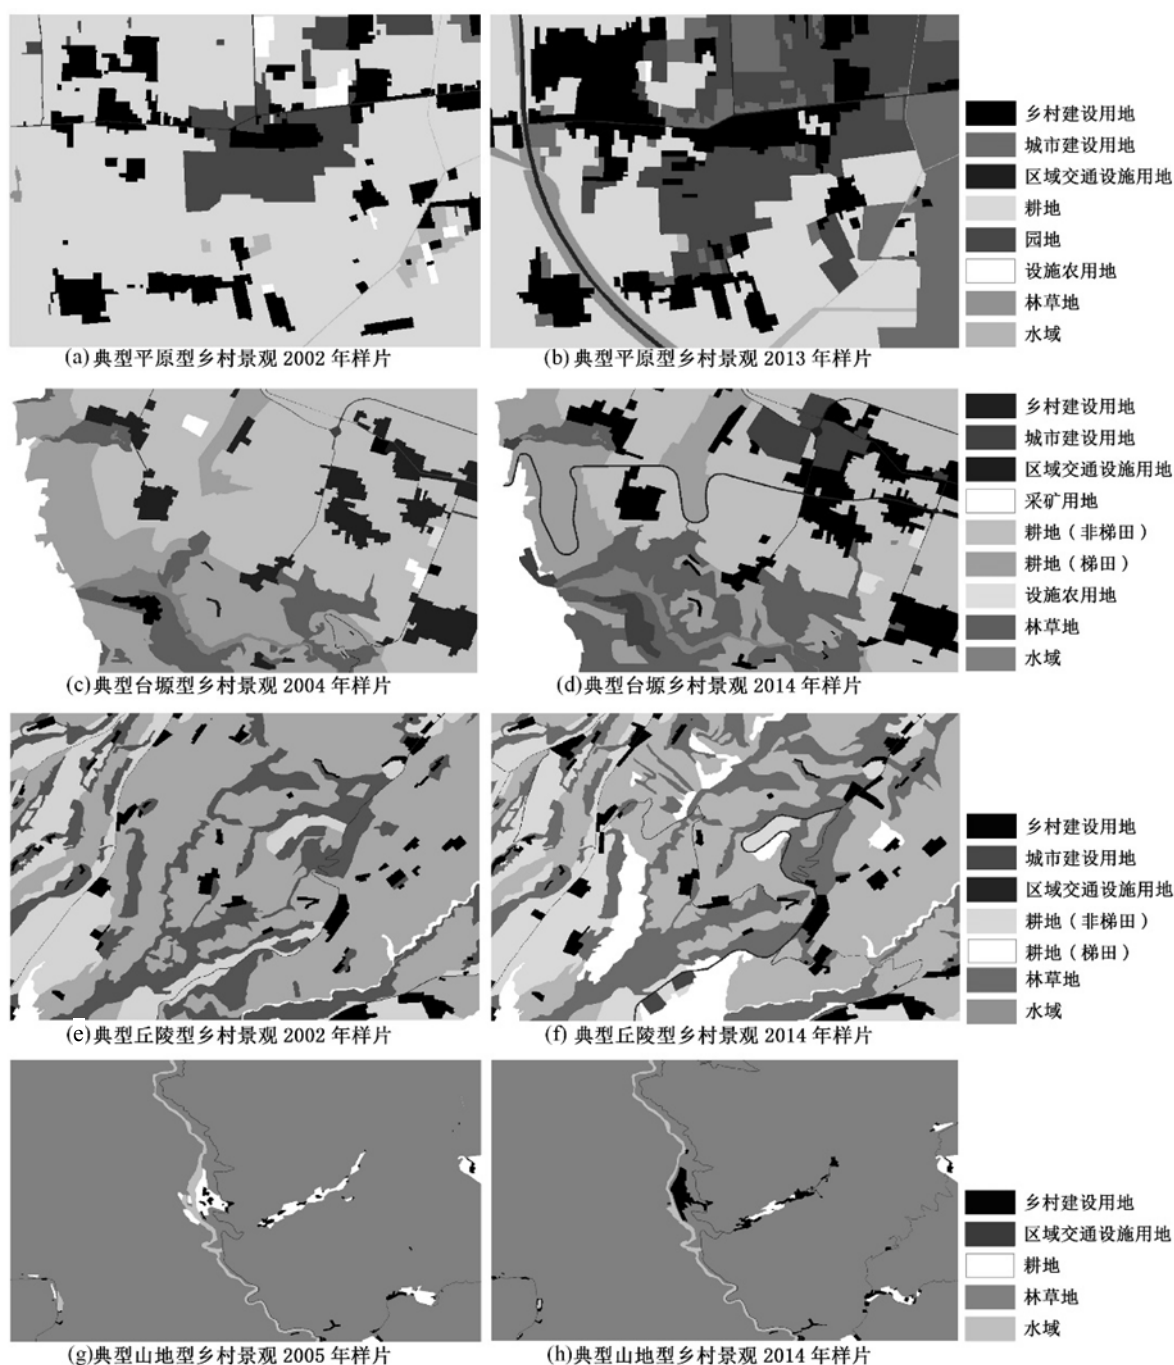 乡村建设用地
城市建设用地
区域交通设施用地
耕地
园地
设施农用地
林草地
水域
(a)典型平原型乡村景观 2002 年样片
(b)典型平原型乡村景观 2013 年样片
乡村建设用地
城市建设用地
区域交通设施用地
采矿用地
耕地（非梯田）
耕地（梯田）
设施农用地
林草地
水域
(c)典型台塬型乡村景观 2004 年样片
(d)典型台塬乡村景观 2014 年样片
乡村建设用地
城市建设用地
区域交通设施用地
耕地（非梯田）
耕地（梯田）
林草地
水域
(e)典型丘陵型乡村景观 2002 年样片
(f) 典型丘陵型乡村景观 2014 年样片
乡村建设用地
区域交通设施用地
耕地
林草地
水域
(g)典型山地型乡村景观 2005 年样片
(h)典型山地型乡村景观 2014 年样片